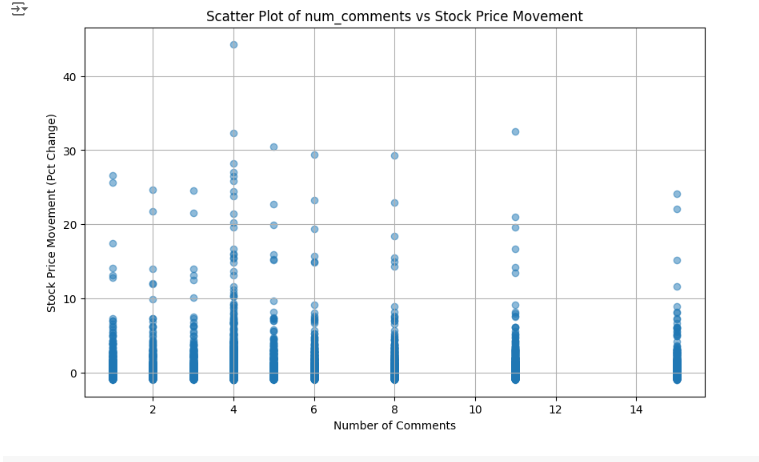 Scatter Plot of num_comments vs Stock Price Movement
Stock Price Movement (Pct Change)
40
30
20
10
0
2 4 6 8 10 12 14
Number of Comments